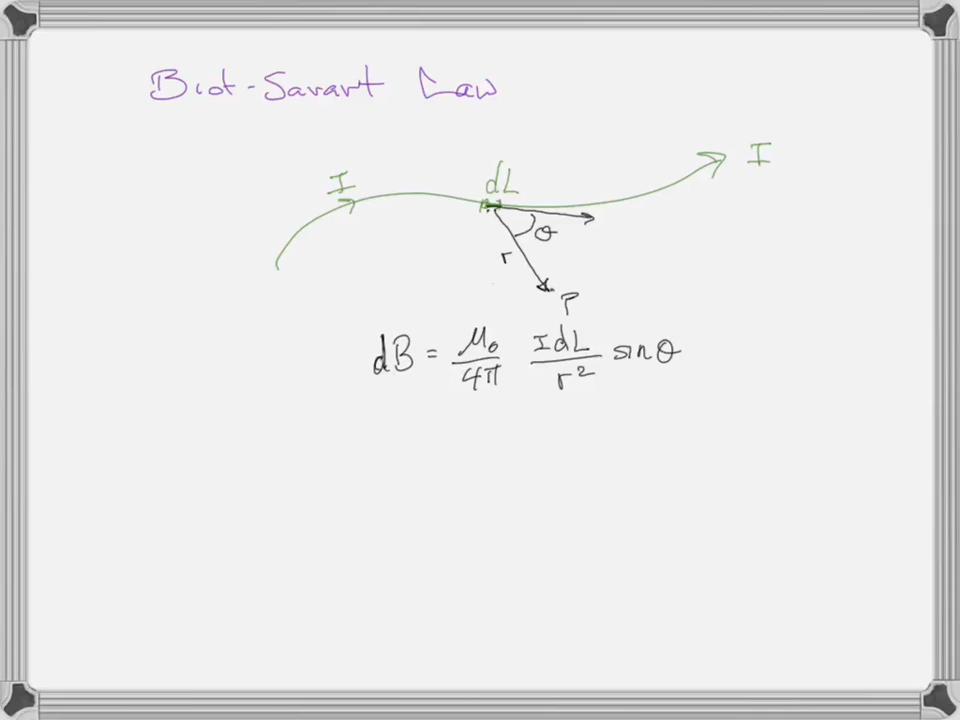 Biot-Savart Law
I
I
dL
θ
r
P
dB = μ₀/4π IdL/r² sinθ